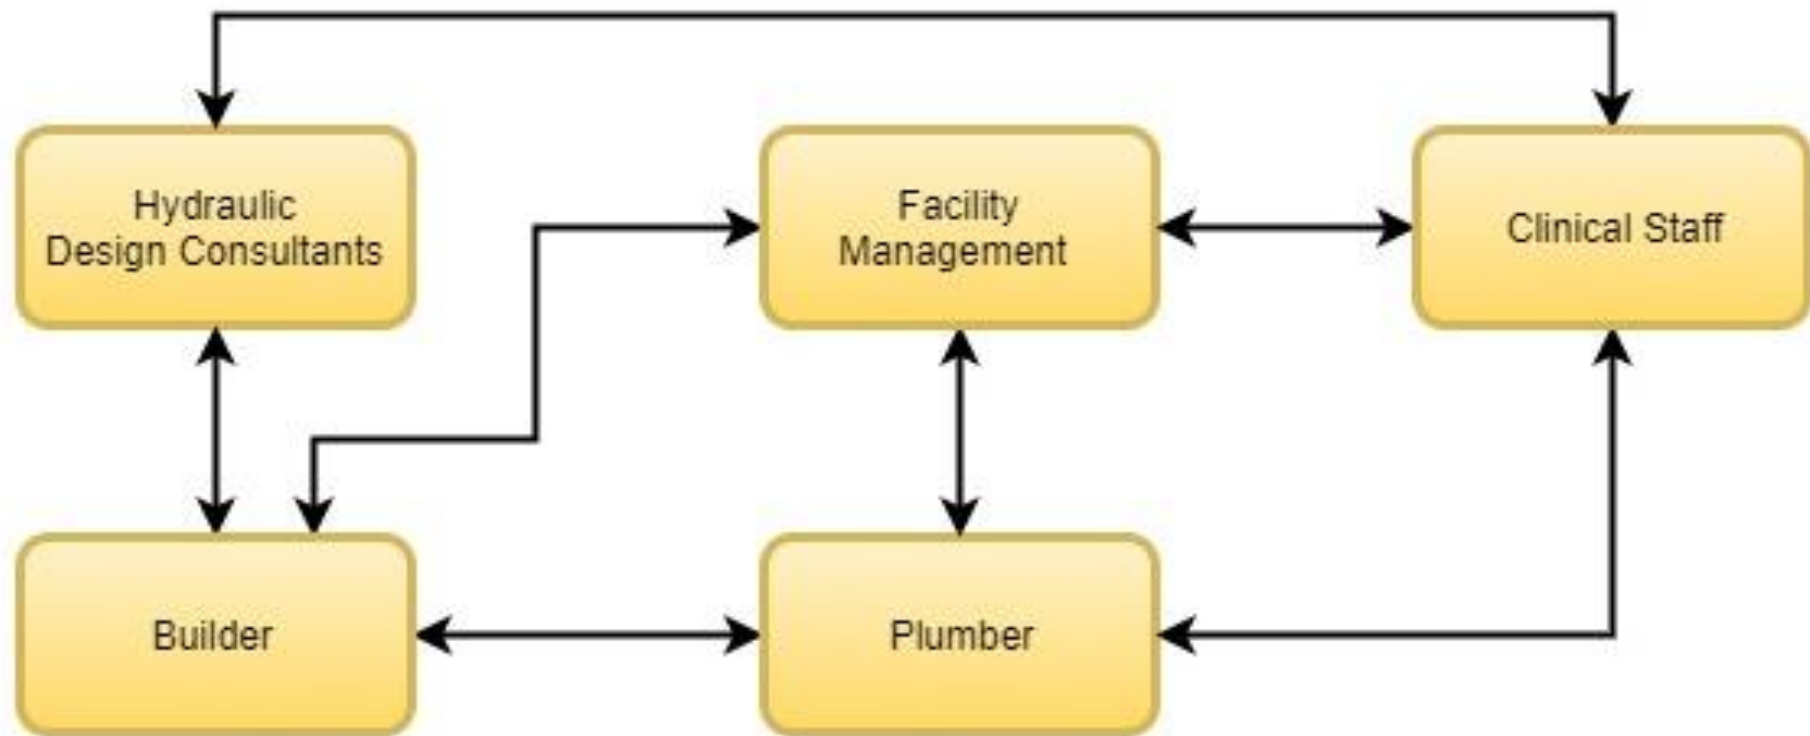 Hydraulic
Design Consultants
Facility
Management
Clinical Staff
Builder
Plumber